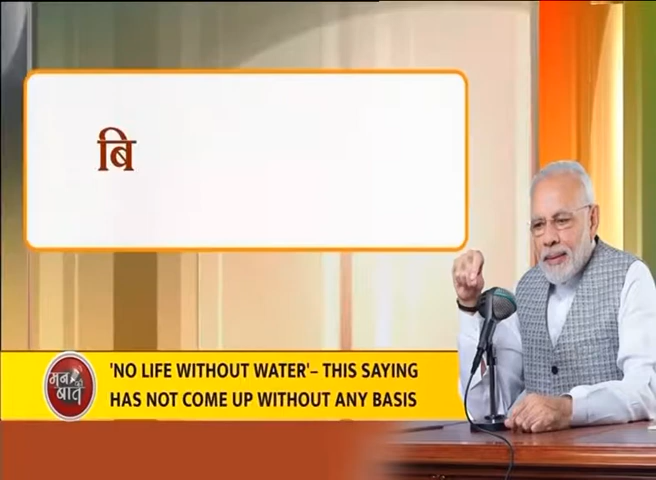 बि
मन की
बात
'NO LIFE WITHOUT WATER'– THIS SAYING
HAS NOT COME UP WITHOUT ANY BASIS